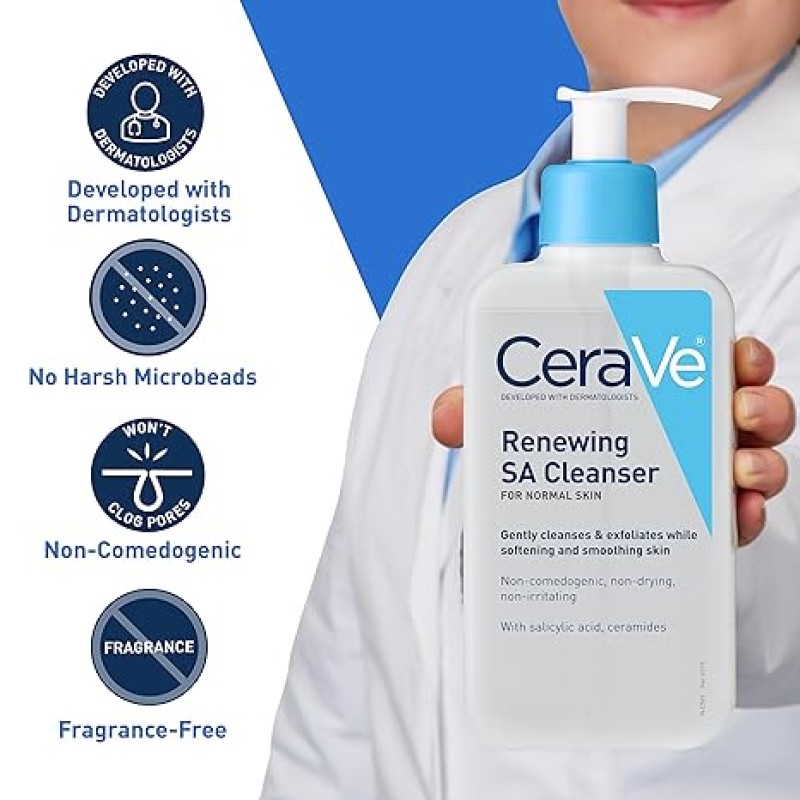 DEVELOPED WITH
DERMATOLOGISTS
Developed with
Dermatologists
No Harsh Microbeads
WON'T
CLOG PORES
Non-Comedogenic
FRAGRANCE
Fragrance-Free
CeraVe®
DEVELOPED WITH DERMATOLOGISTS
Renewing
SA Cleanser
FOR NORMAL SKIN
Gently cleanses & exfoliates while
softening and smoothing skin
Non-comedogenic, non-drying,
non-irritating
With salicylic acid, ceramides